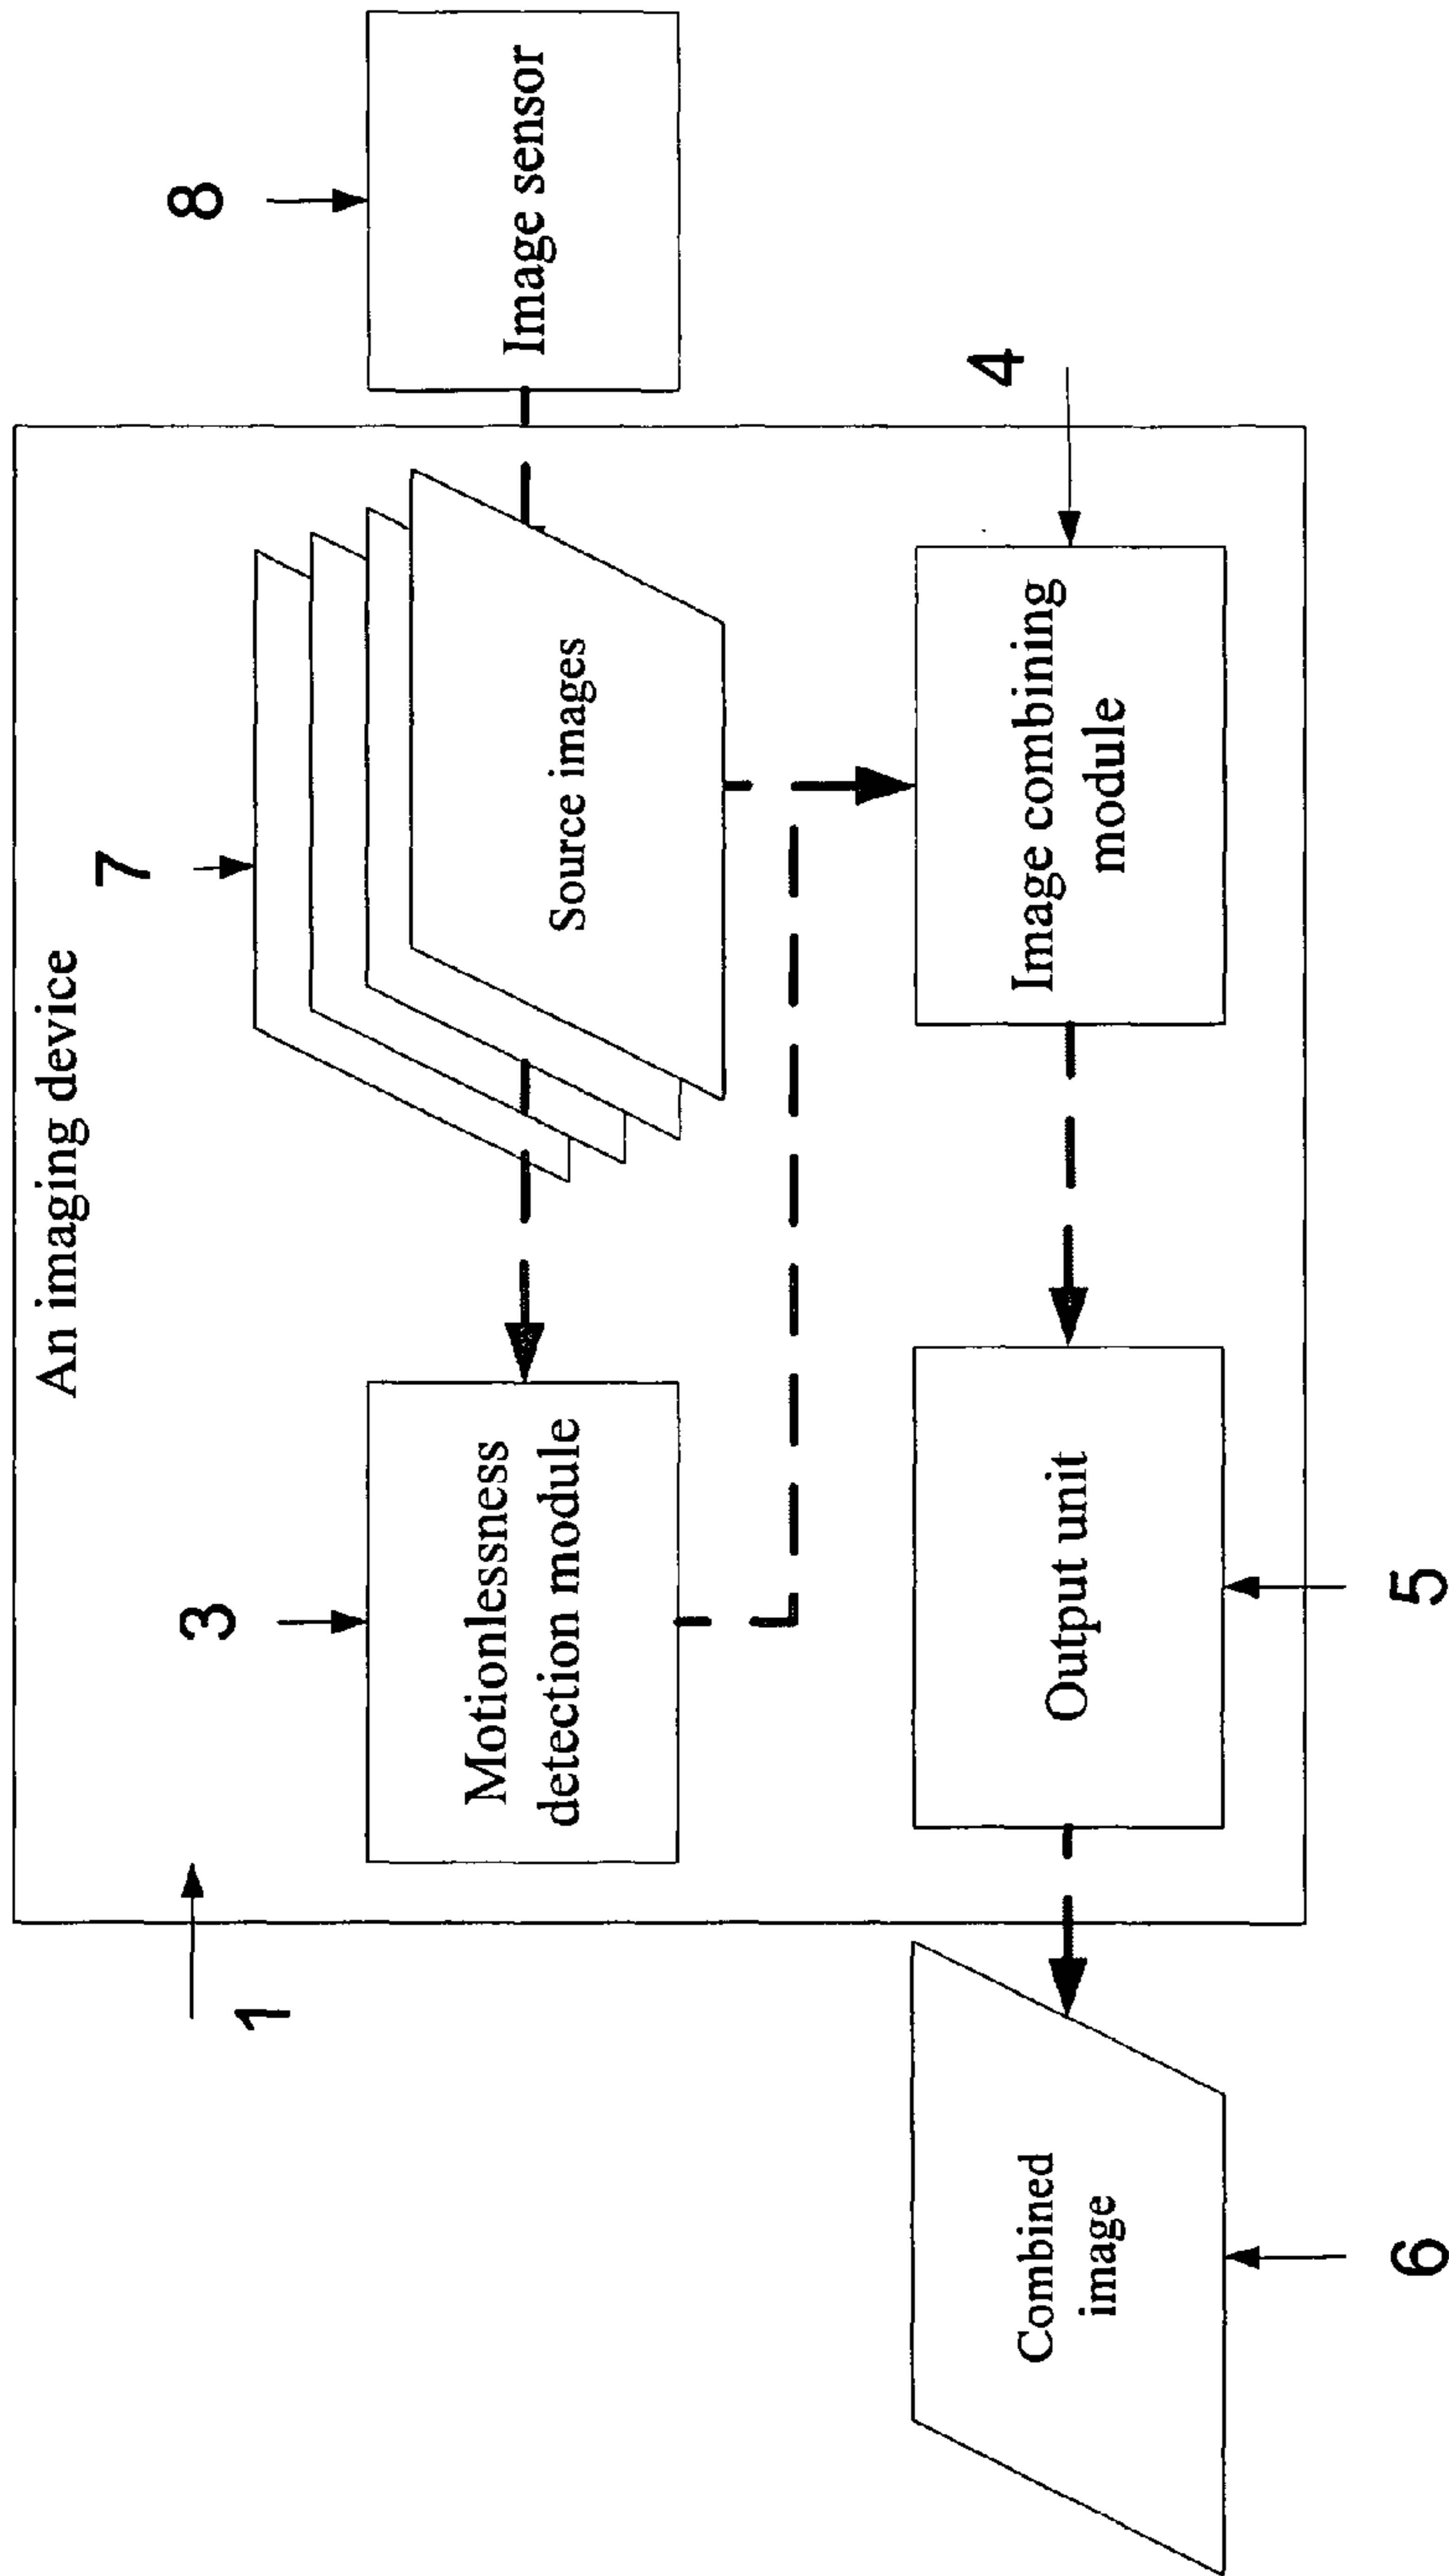 An imaging device
1
3
7
8
Motionlessness
detection module
Source images
Image sensor
Combined
image
Output unit
Image combining
module
4
6
5